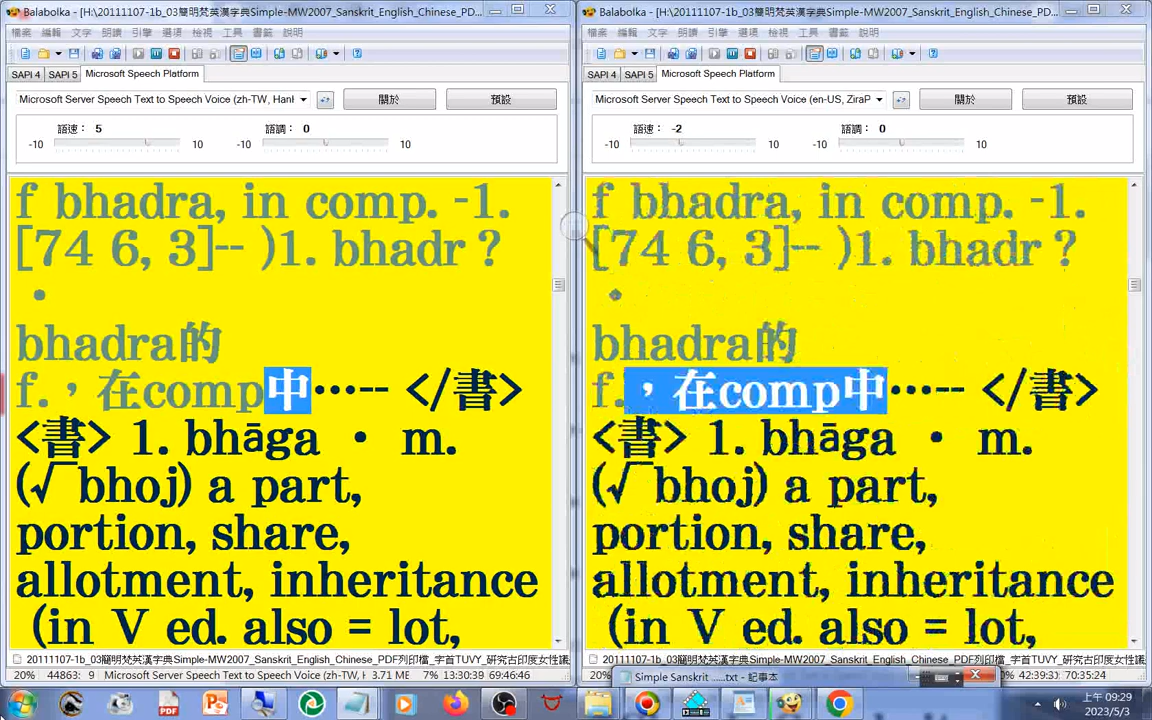 Balabolka - [H:\20111107-1b_03簡明梵英漢字典Simple-MW2007_Sanskrit_English_Chinese_PD...
檔案 編輯 文字 朗讀 引擎 選項 檢視 工具 書籤 說明
SAPI 4 SAPI 5 Microsoft Speech Platform
Microsoft Server Speech Text to Speech Voice (zh-TW, Hanl 關於 預設
語速： 5 語調： 0
-10 10 -10 10
f bhadra, in comp. -1.
[74 6, 3]-- )1. bhadr ?
•
bhadra的
f.，在comp中…-- </書>
<書> 1. bhāga • m.
(√bhoj) a part,
portion, share,
allotment, inheritance
(in V ed. also = lot,
20111107-1b_03簡明梵英漢字典Simple-MW2007_Sanskrit_English_Chinese_PDF列印檔_字首TUVY_研究古印度女性議
20% 44863: 9 Microsoft Server Speech Text to Speech Voice (zh-TW, 3.71 ME 7% 13:30:39 69:46:46
Balabolka - [H:\20111107-1b_03簡明梵英漢字典Simple-MW2007_Sanskrit_English_Chinese_PD...
檔案 編輯 文字 朗讀 引擎 選項 檢視 工具 書籤 說明
SAPI 4 SAPI 5 Microsoft Speech Platform
Microsoft Server Speech Text to Speech Voice (en-US, ZiraP 關於 預設
語速： -2 語調： 0
-10 10 -10 10
f bhadra, in comp. -1.
[74 6, 3]-- )1. bhadr ?
•
bhadra的
f.，在comp中…-- </書>
<書> 1. bhāga • m.
(√bhoj) a part,
portion, share,
allotment, inheritance
(in V ed. also = lot,
20111107-1b_03簡明梵英漢字典Simple-MW2007_Sanskrit_English_Chinese_PDF列印檔_字首TUVY_研究古印度女性議
20% 42:39:31 70:35:24
Simple Sanskrit ......txt - 記事本
上午 09:29
2023/5/3